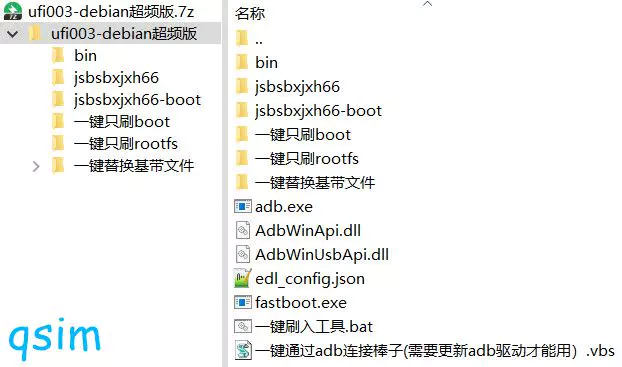 ufi003-debian超频版.7z
ufi003-debian超频版
bin
jsbsbxjxh66
jsbsbxjxh66-boot
一键只刷boot
一键只刷rootfs
一键替换基带文件
qsim
名称
..
bin
jsbsbxjxh66
jsbsbxjxh66-boot
一键只刷boot
一键只刷rootfs
一键替换基带文件
adb.exe
AdbWinApi.dll
AdbWinUsbApi.dll
edl_config.json
fastboot.exe
一键刷入工具.bat
一键通过adb连接棒子(需要更新adb驱动才能用）.vbs